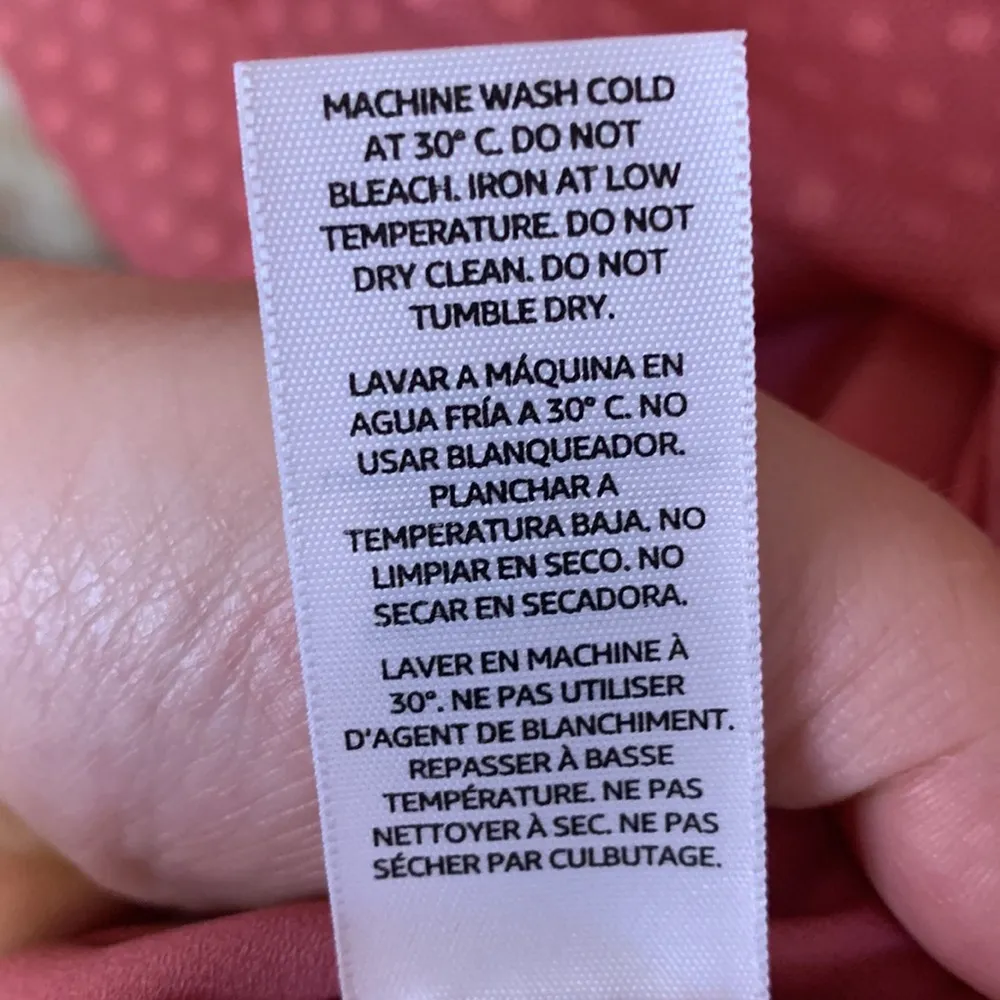 MACHINE WASH COLD
AT 30° C. DO NOT
BLEACH. IRON AT LOW
TEMPERATURE. DO NOT
DRY CLEAN. DO NOT
TUMBLE DRY.
LAVAR A MÁQUINA EN
AGUA FRÍA A 30° C. NO
USAR BLANQUEADOR.
PLANCHAR A
TEMPERATURA BAJA. NO
LIMPIAR EN SECO. NO
SECAR EN SECADORA.
LAVER EN MACHINE À
30°. NE PAS UTILISER
D'AGENT DE BLANCHIMENT.
REPASSER À BASSE
TEMPÉRATURE. NE PAS
NETTOYER À SEC. NE PAS
SÉCHER PAR CULBUTAGE.